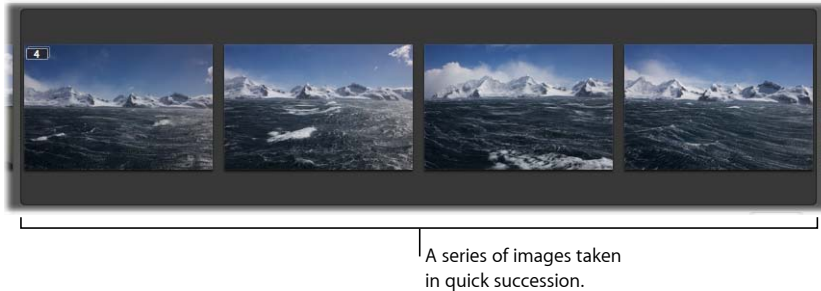 4
A series of images taken
in quick succession.